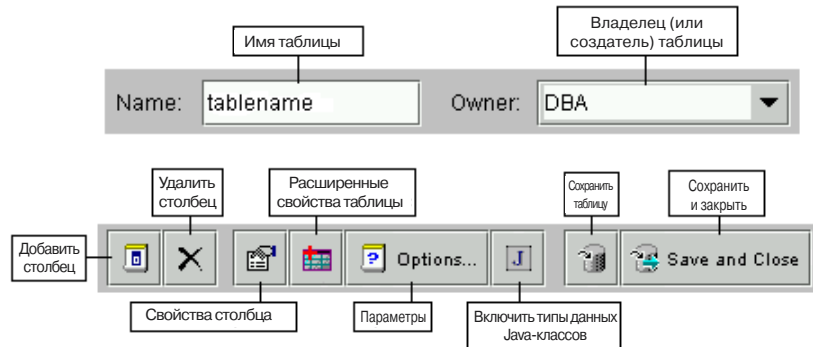 Имя таблицы
Владелец (или
создатель) таблицы
Name: tablename Owner: DBA
Удалить
столбец
Расширенные
свойства таблицы
Сохранить
таблицу
Сохранить
и закрыть
Добавить
столбец
Options... J Save and Close
Свойства столбца
Параметры
Включить типы данных
Java-классов